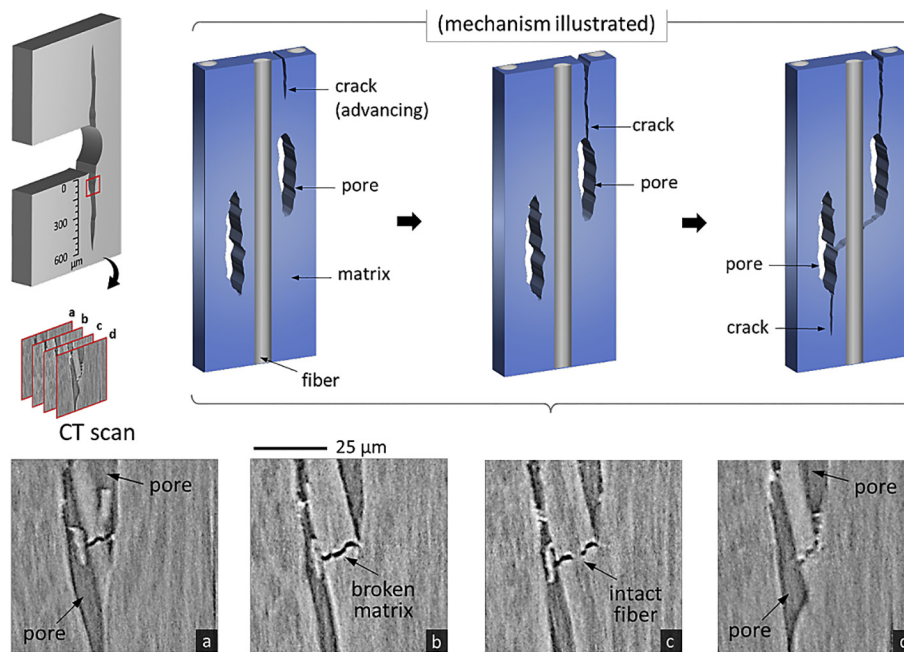 (mechanism illustrated)
crack
(advancing)
pore
matrix
fiber
crack
pore
pore
crack
0
300
600
µm
a
b
c
d
CT scan
25 µm
pore
pore
a
broken
matrix
b
intact
fiber
c
pore
pore
d